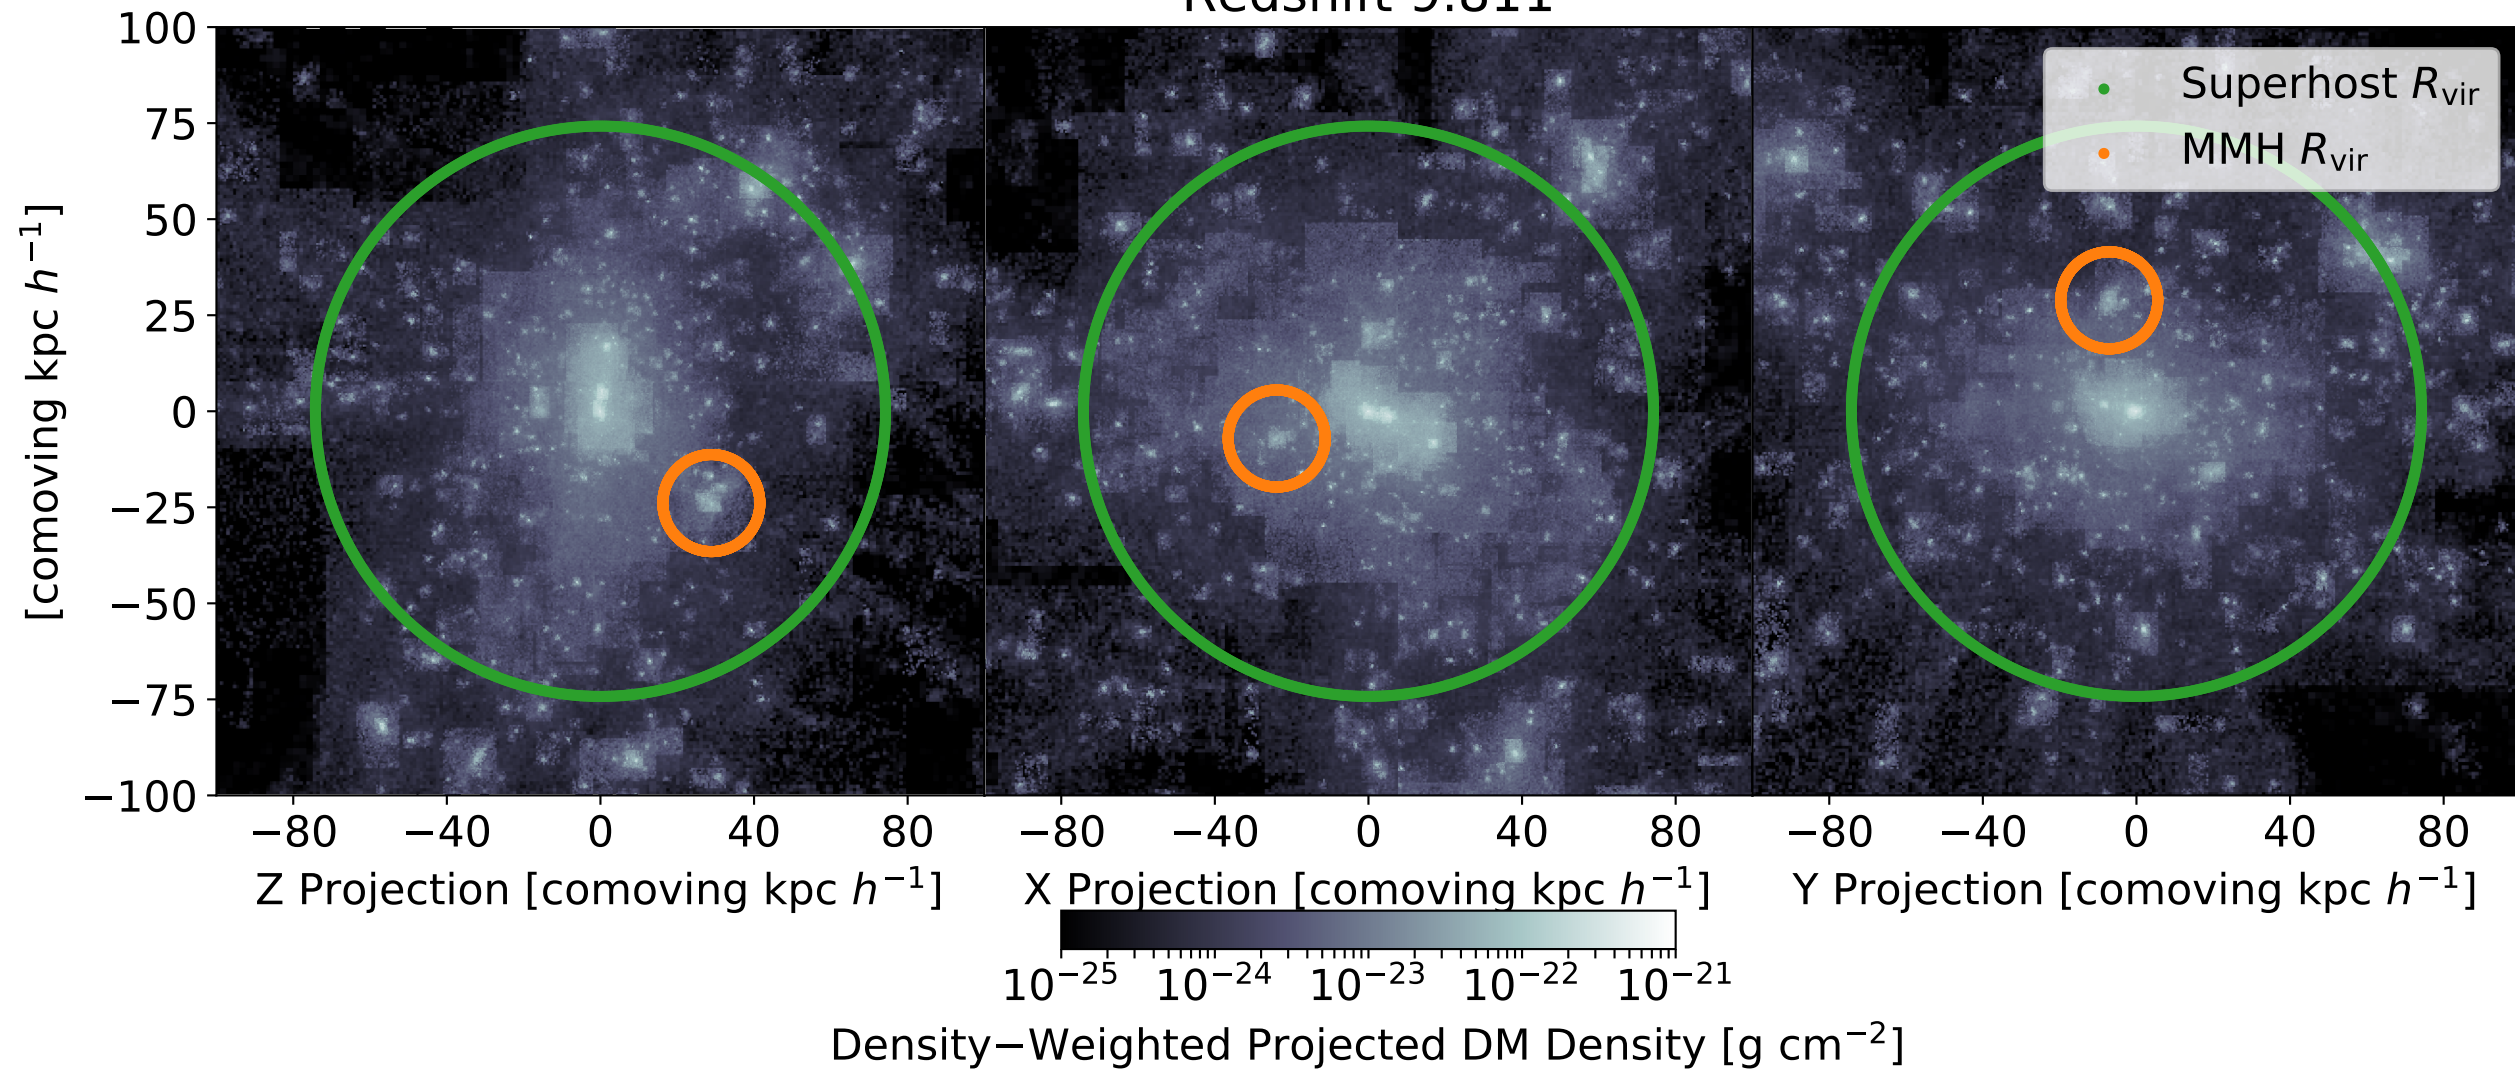 Redshift 9.811
100
75
50
25
0
−25
−50
−75
−100
[comoving kpc h⁻¹]
Superhost Rvir
MMH Rvir
−80 −40 0 40 80 −80 −40 0 40 80 −80 −40 0 40 80
Z Projection [comoving kpc h⁻¹] X Projection [comoving kpc h⁻¹] Y Projection [comoving kpc h⁻¹]
10⁻²⁵ 10⁻²⁴ 10⁻²³ 10⁻²² 10⁻²¹
Density−Weighted Projected DM Density [g cm⁻²]